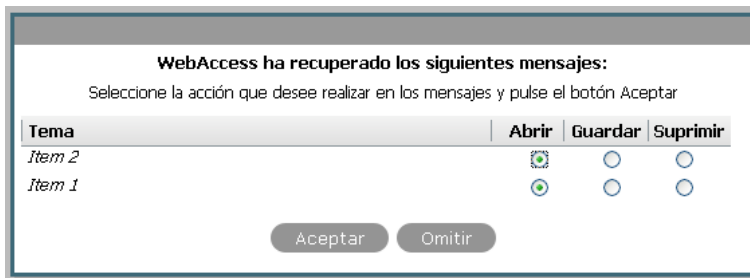 WebAccess ha recuperado los siguientes mensajes:
Seleccione la acción que desee realizar en los mensajes y pulse el botón Aceptar
Tema Abrir Guardar Suprimir
Item 2
Item 1
Aceptar Omitir